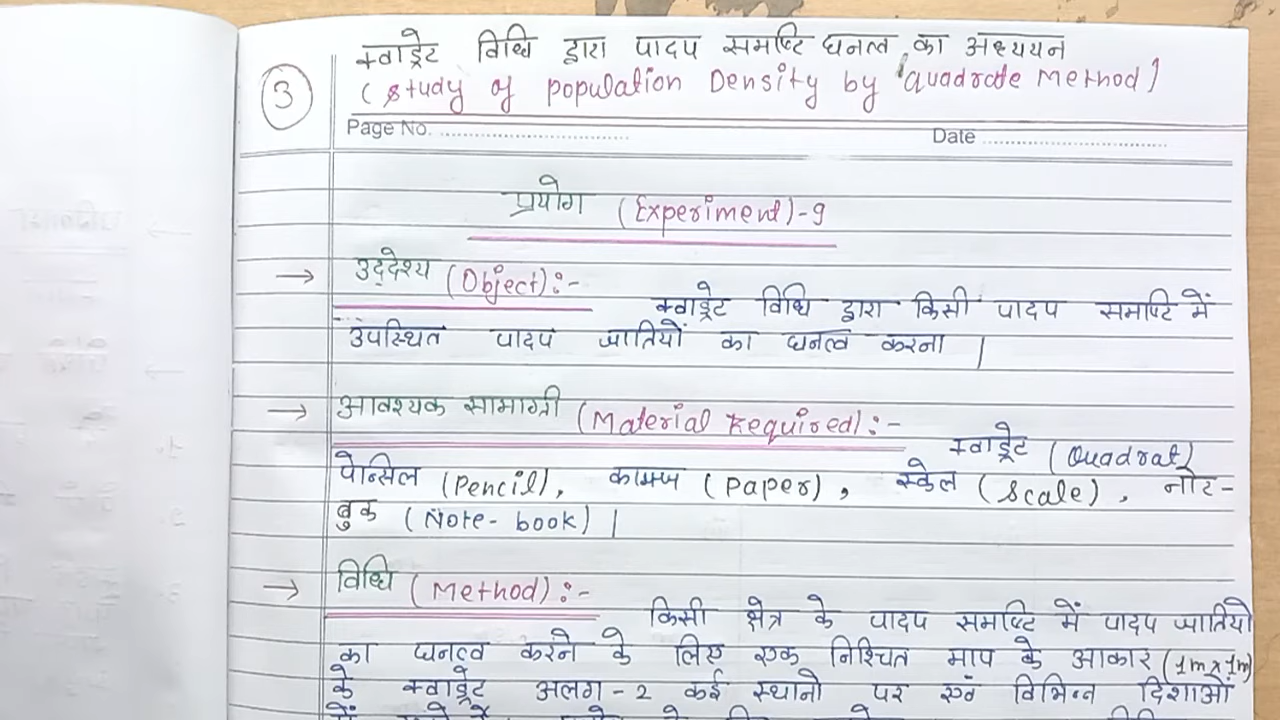 क्वाड्रेट विधि द्वारा पादप समष्टि घनत्व का अध्ययन
(Study of population Density by Quadrate Method)
3
Page No. Date
प्रयोग (Experiment)-9
→ उद्देश्य (Object):-
क्वाड्रेट विधि द्वारा किसी पादप समष्टि में
उपस्थित पादप जातियों का घनत्व करना |
→ आवश्यक सामाग्री (Material Required):-
क्वाड्रेट (Quadrat)
पेन्सिल (Pencil), (Paper), स्केल (Scale), नोट-
बुक (Note-book) |
→ विधि (Method):-
किसी क्षेत्र के पादप समष्टि में पादप जातियो
का घनत्व करने के लिए एक निश्चित माप के आकार (1m×1m)
के क्वाड्रेट अलग-2 कई स्थानो पर एवं विभिन्न दिशाओं